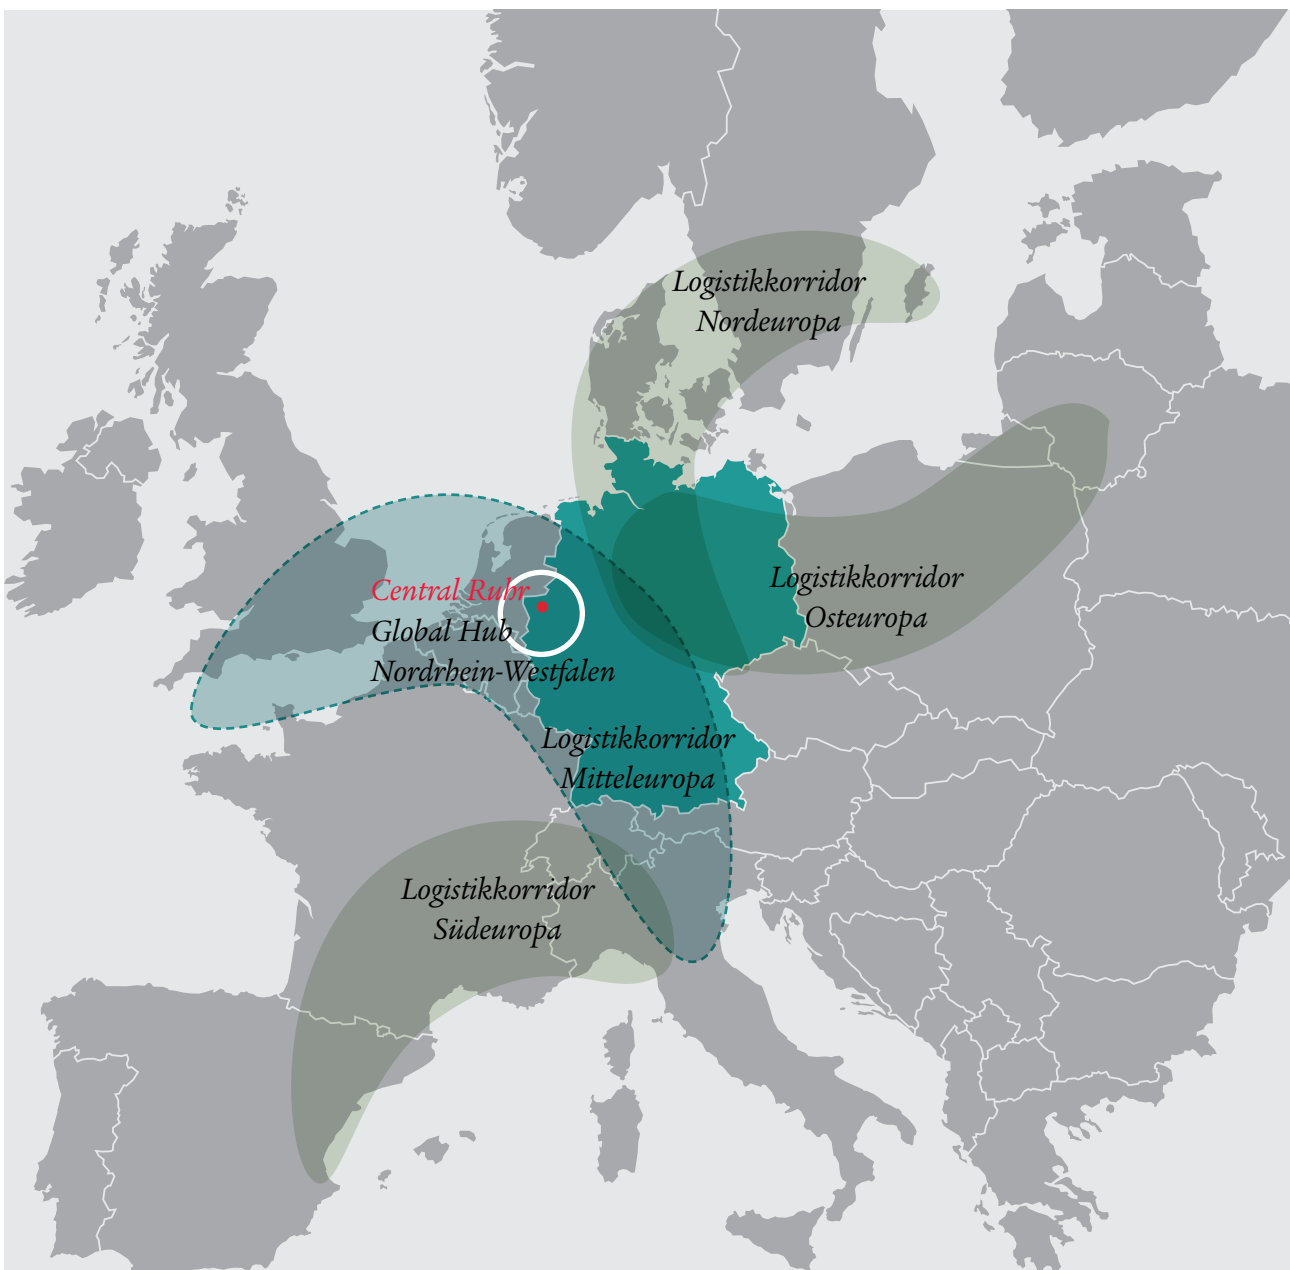 Logistikkorridor
Nordeuropa
Logistikkorridor
Osteuropa
Central Ruhr
Global Hub
Nordrhein-Westfalen
Logistikkorridor
Mitteleuropa
Logistikkorridor
Südeuropa